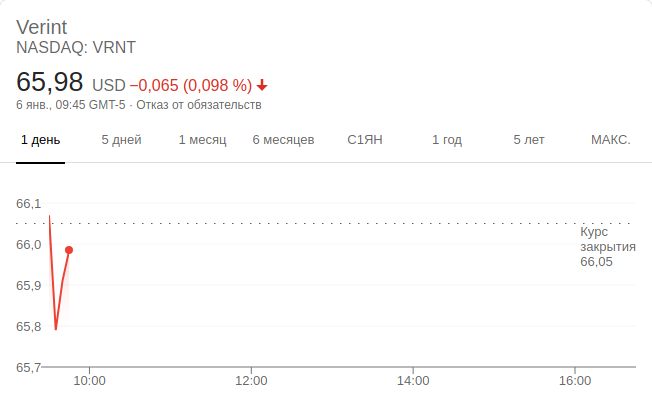 Verint
NASDAQ: VRNT
65,98 USD −0,065 (0,098 %)
6 янв., 09:45 GMT-5 · Отказ от обязательств
1 день 5 дней 1 месяц 6 месяцев С1ЯН 1 год 5 лет МАКС.
66,1
66,0
65,9
65,8
65,7
Курс
закрытия
66,05
10:00 12:00 14:00 16:00